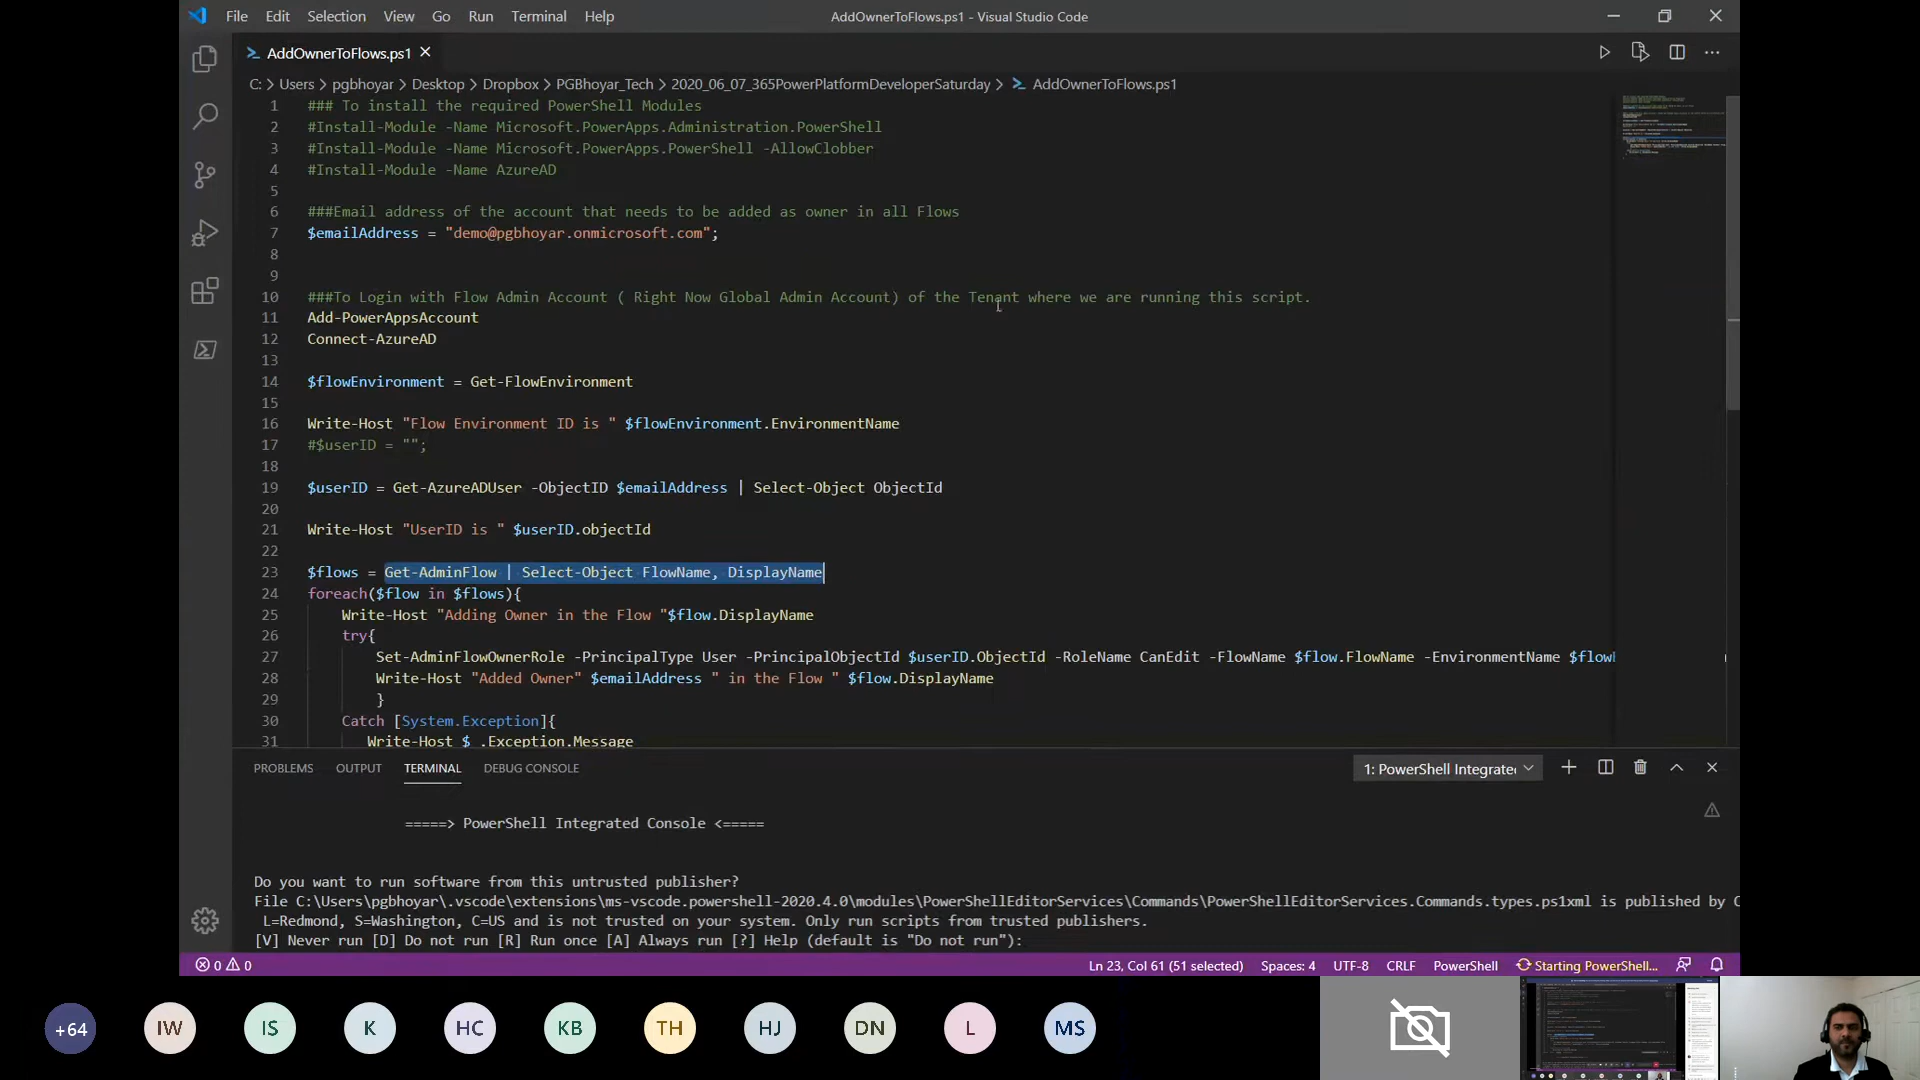 File Edit Selection View Go Run Terminal Help AddOwnerToFlows.ps1 - Visual Studio Code
AddOwnerToFlows.ps1
C: > Users > pgbhoyar > Desktop > Dropbox > PGBhoyar_Tech > 2020_06_07_365PowerPlatformDeveloperSaturday > AddOwnerToFlows.ps1
1 ### To install the required PowerShell Modules
2 #Install-Module -Name Microsoft.PowerApps.Administration.PowerShell
3 #Install-Module -Name Microsoft.PowerApps.PowerShell -AllowClobber
4 #Install-Module -Name AzureAD
5
6 ###Email address of the account that needs to be added as owner in all Flows
7 $emailAddress = "demo@pgbhoyar.onmicrosoft.com";
8
9
10 ###To Login with Flow Admin Account ( Right Now Global Admin Account) of the Tenant where we are running this script.
11 Add-PowerAppsAccount
12 Connect-AzureAD
13
14 $flowEnvironment = Get-FlowEnvironment
15
16 Write-Host "Flow Environment ID is " $flowEnvironment.EnvironmentName
17 #$userID = "";
18
19 $userID = Get-AzureADUser -ObjectID $emailAddress | Select-Object ObjectId
20
21 Write-Host "UserID is " $userID.objectId
22
23 $flows = Get-AdminFlow | Select-Object FlowName, DisplayName
24 foreach($flow in $flows){
25 Write-Host "Adding Owner in the Flow "$flow.DisplayName
26 try{
27 Set-AdminFlowOwnerRole -PrincipalType User -PrincipalObjectId $userID.ObjectId -RoleName CanEdit -FlowName $flow.FlowName -EnvironmentName $flow
28 Write-Host "Added Owner" $emailAddress " in the Flow " $flow.DisplayName
29 }
30 Catch [System.Exception]{
31 Write-Host $_.Exception.Message
PROBLEMS OUTPUT TERMINAL DEBUG CONSOLE 1: PowerShell Integrate
=====> PowerShell Integrated Console <=====
Do you want to run software from this untrusted publisher?
File C:\Users\pgbhoyar\.vscode\extensions\ms-vscode.powershell-2020.4.0\modules\PowerShellEditorServices\Commands\PowerShellEditorServices.Commands.types.ps1xml is published by C
L=Redmond, S=Washington, C=US and is not trusted on your system. Only run scripts from trusted publishers.
[V] Never run [D] Do not run [R] Run once [A] Always run [?] Help (default is "Do not run"):
0 0 Ln 23, Col 61 (51 selected) Spaces: 4 UTF-8 CRLF PowerShell Starting PowerShell...
+64 IW IS K HC KB TH HJ DN L MS